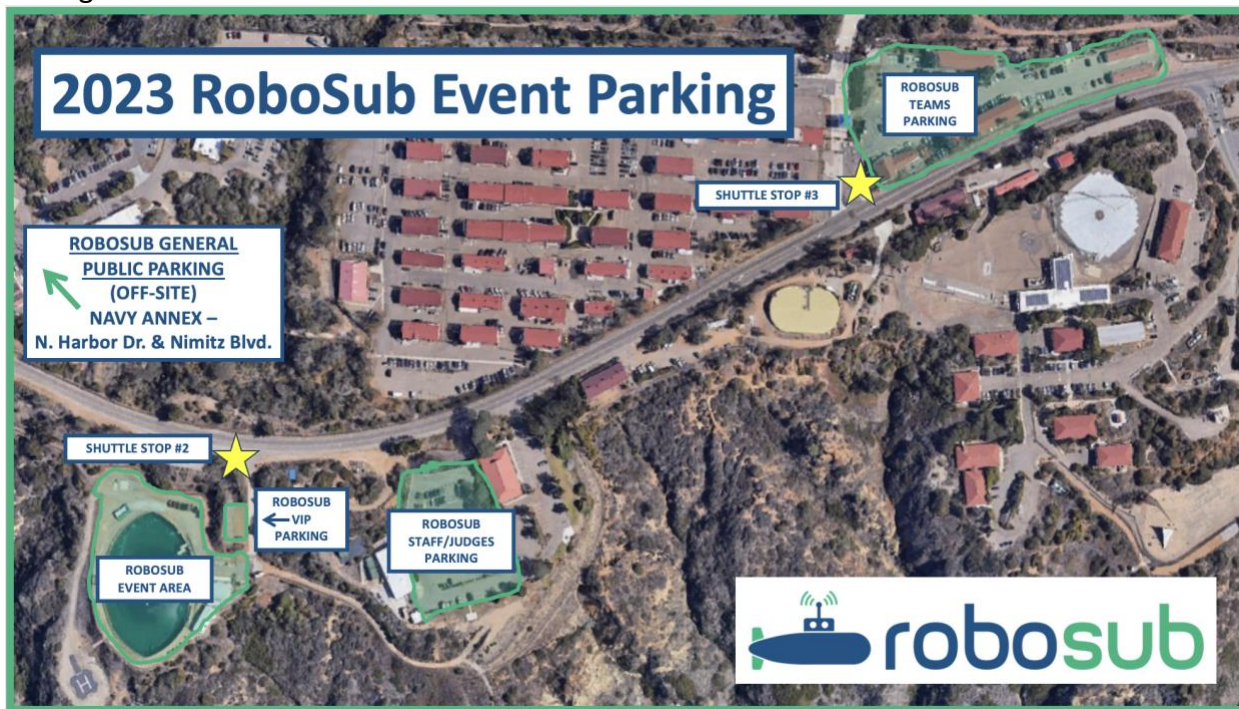 2023 RoboSub Event Parking
ROBOSUB
TEAMS
PARKING
SHUTTLE STOP #3
ROBOSUB GENERAL
PUBLIC PARKING
(OFF-SITE)
NAVY ANNEX –
N. Harbor Dr. & Nimitz Blvd.
SHUTTLE STOP #2
ROBOSUB
VIP
PARKING
ROBOSUB
STAFF/JUDGES
PARKING
ROBOSUB
EVENT AREA
H
robosub